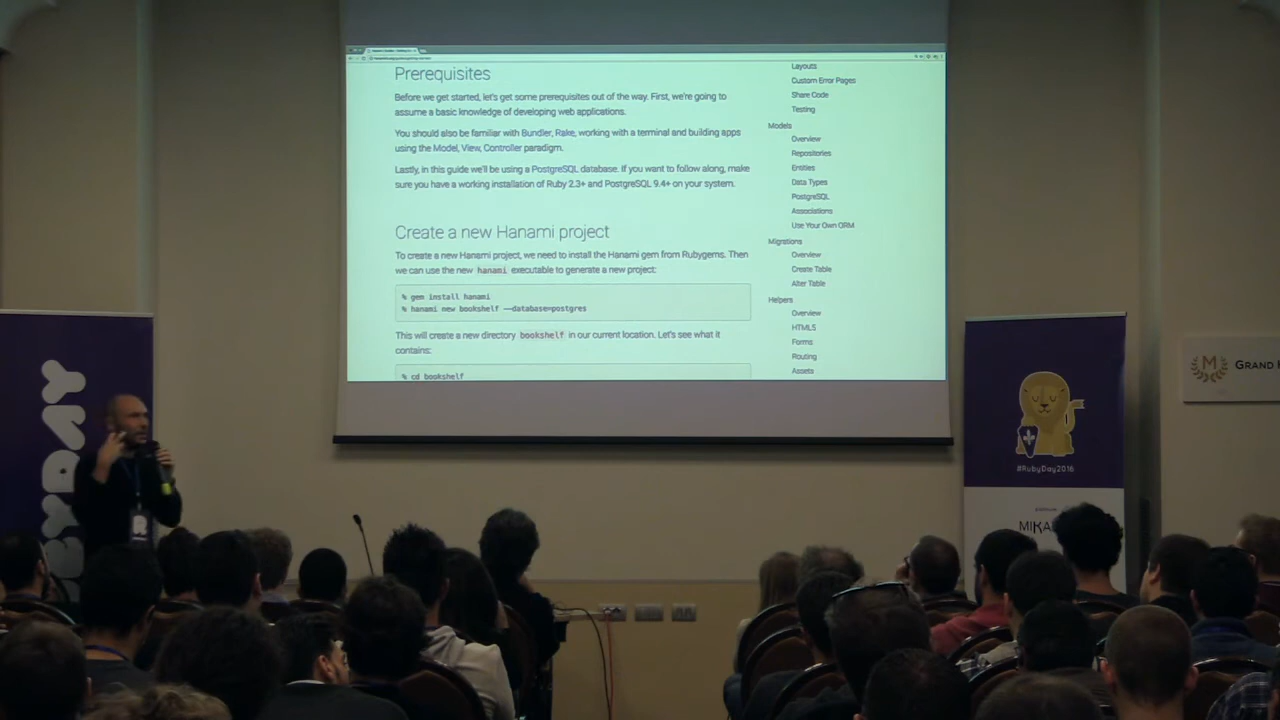 Prerequisites
Before we get started, let's get some prerequisites out of the way. First, we're going to
assume a basic knowledge of developing web applications.
You should also be familiar with Bundler, Rake, working with a terminal and building apps
using the Model, View, Controller paradigm.
Lastly, in this guide we'll be using a PostgreSQL database. If you want to follow along, make
sure you have a working installation of Ruby 2.3+ and PostgreSQL 9.4+ on your system.
Create a new Hanami project
To create a new Hanami project, we need to install the Hanami gem from Rubygems. Then
we can use the new hanami executable to generate a new project:
% gem install hanami
% hanami new bookshelf --database=postgres
This will create a new directory bookshelf in our current location. Let's see what it
contains:
% cd bookshelf
Layouts
Custom Error Pages
Share Code
Testing
Models
Overview
Repositories
Entities
Data Types
PostgreSQL
Associations
Use Your Own ORM
Migrations
Overview
Create Table
Alter Table
Helpers
Overview
HTML5
Forms
Routing
Assets
YDAY
#RubyDay2016
M
GRAND